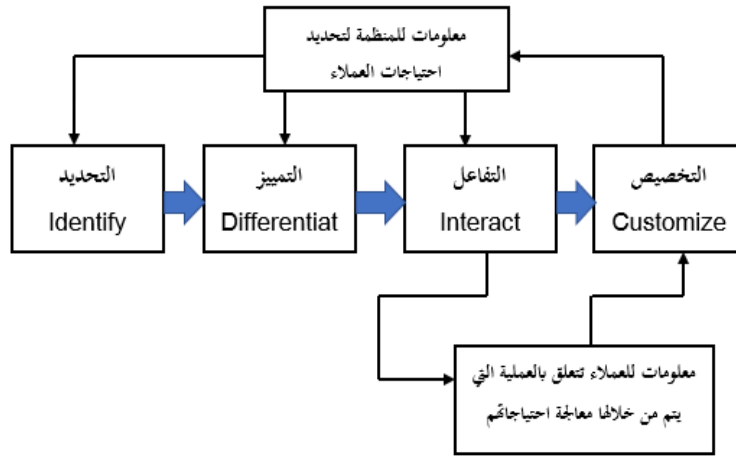 معلومات للمنظمة لتحديد
احتياجات العملاء
التحديد
Identify
التمييز
Differentiat
التفاعل
Interact
التخصيص
Customize
معلومات للعملاء تتعلق بالعملية التي
يتم من خلالها معالجة احتياجاتهم